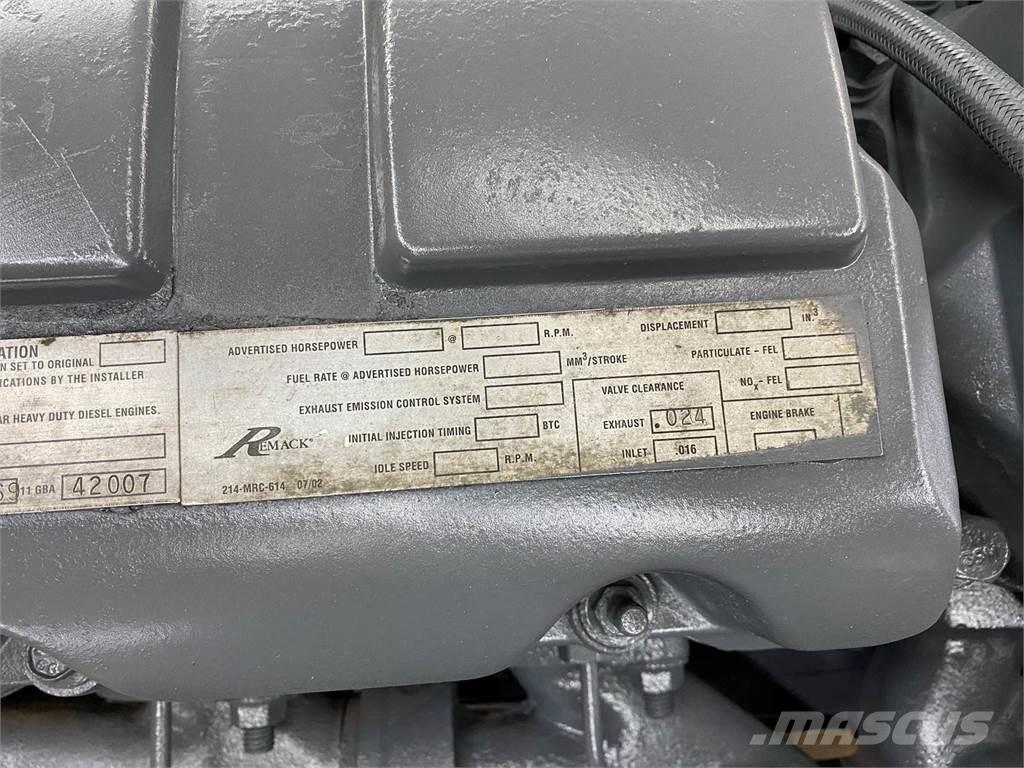 ATION
N SET TO ORIGINAL
ICATIONS BY THE INSTALLER
AR HEAVY DUTY DIESEL ENGINES.
11 GBA 42007
ADVERTISED HORSEPOWER @ R.P.M.
FUEL RATE @ ADVERTISED HORSEPOWER MM³/STROKE
EXHAUST EMISSION CONTROL SYSTEM
INITIAL INJECTION TIMING BTC
IDLE SPEED R.P.M.
REMACK®
214-MRC-614 07/02
DISPLACEMENT IN³
PARTICULATE - FEL
NOx - FEL
VALVE CLEARANCE
EXHAUST .024
INLET .016
ENGINE BRAKE
MASCUS